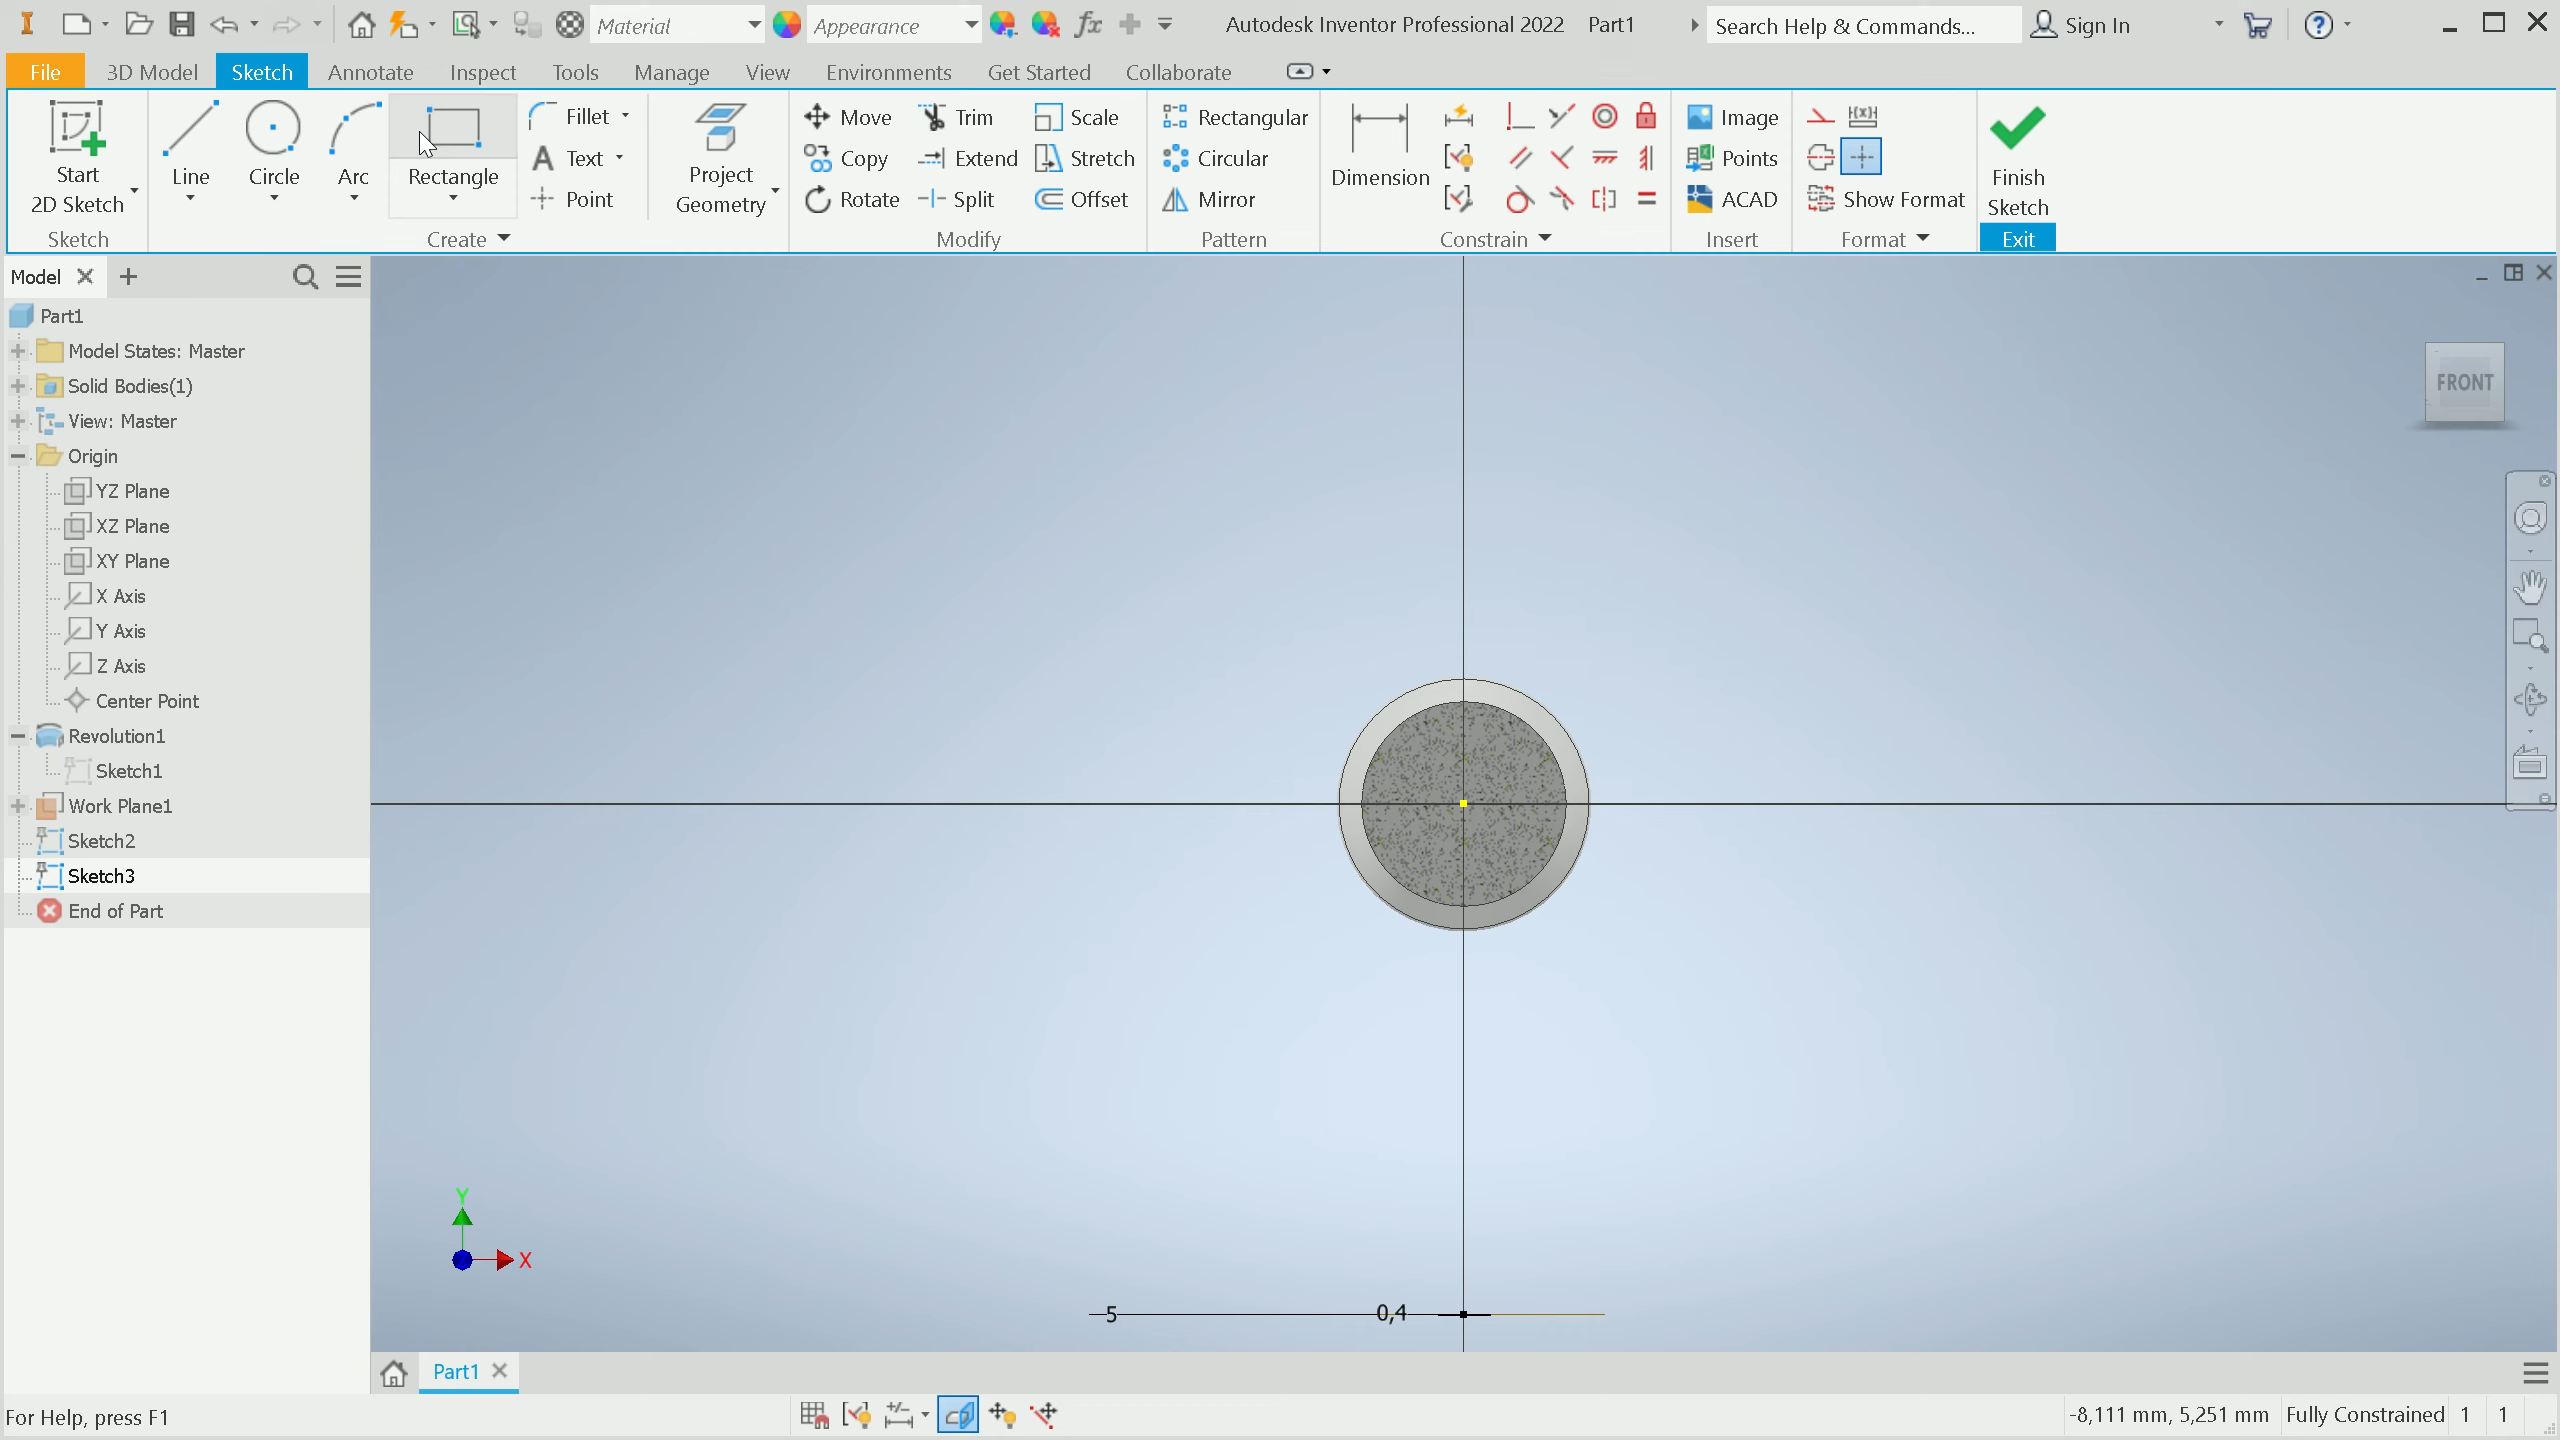 Material
Appearance
fx
Autodesk Inventor Professional 2022 Part1
Search Help & Commands...
Sign In
File
3D Model
Sketch
Annotate
Inspect
Tools
Manage
View
Environments
Get Started
Collaborate
Start
2D Sketch
Line
Circle
Arc
Rectangle
Fillet
Text
Point
Project
Geometry
Move
Copy
Rotate
Trim
Extend
Split
Scale
Stretch
Offset
Rectangular
Circular
Mirror
Dimension
Image
Points
ACAD
Show Format
Finish
Sketch
Sketch
Create
Modify
Pattern
Constrain
Insert
Format
Exit
Model
Part1
Model States: Master
Solid Bodies(1)
View: Master
Origin
YZ Plane
XZ Plane
XY Plane
X Axis
Y Axis
Z Axis
Center Point
Revolution1
Sketch1
Work Plane1
Sketch2
Sketch3
End of Part
FRONT
Y
X
5
0,4
Part1
For Help, press F1
-8,111 mm, 5,251 mm
Fully Constrained
1
1